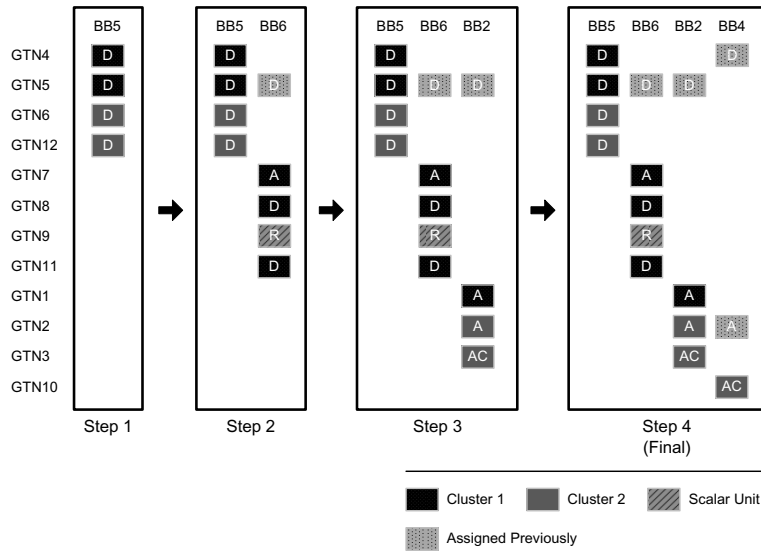 BB5 BB5 BB6 BB5 BB6 BB2 BB5 BB6 BB2 BB4
GTN4 D D D D D
GTN5 D D D D D D D D D
GTN6 D D D D
GTN12 D D D D
GTN7 A A A
GTN8 D D D
GTN9 R R R
GTN11 D D D
GTN1 A A
GTN2 A A A
GTN3 AC AC
GTN10 AC
Step 1 Step 2 Step 3 Step 4
(Final)
Cluster 1 Cluster 2 Scalar Unit
Assigned Previously